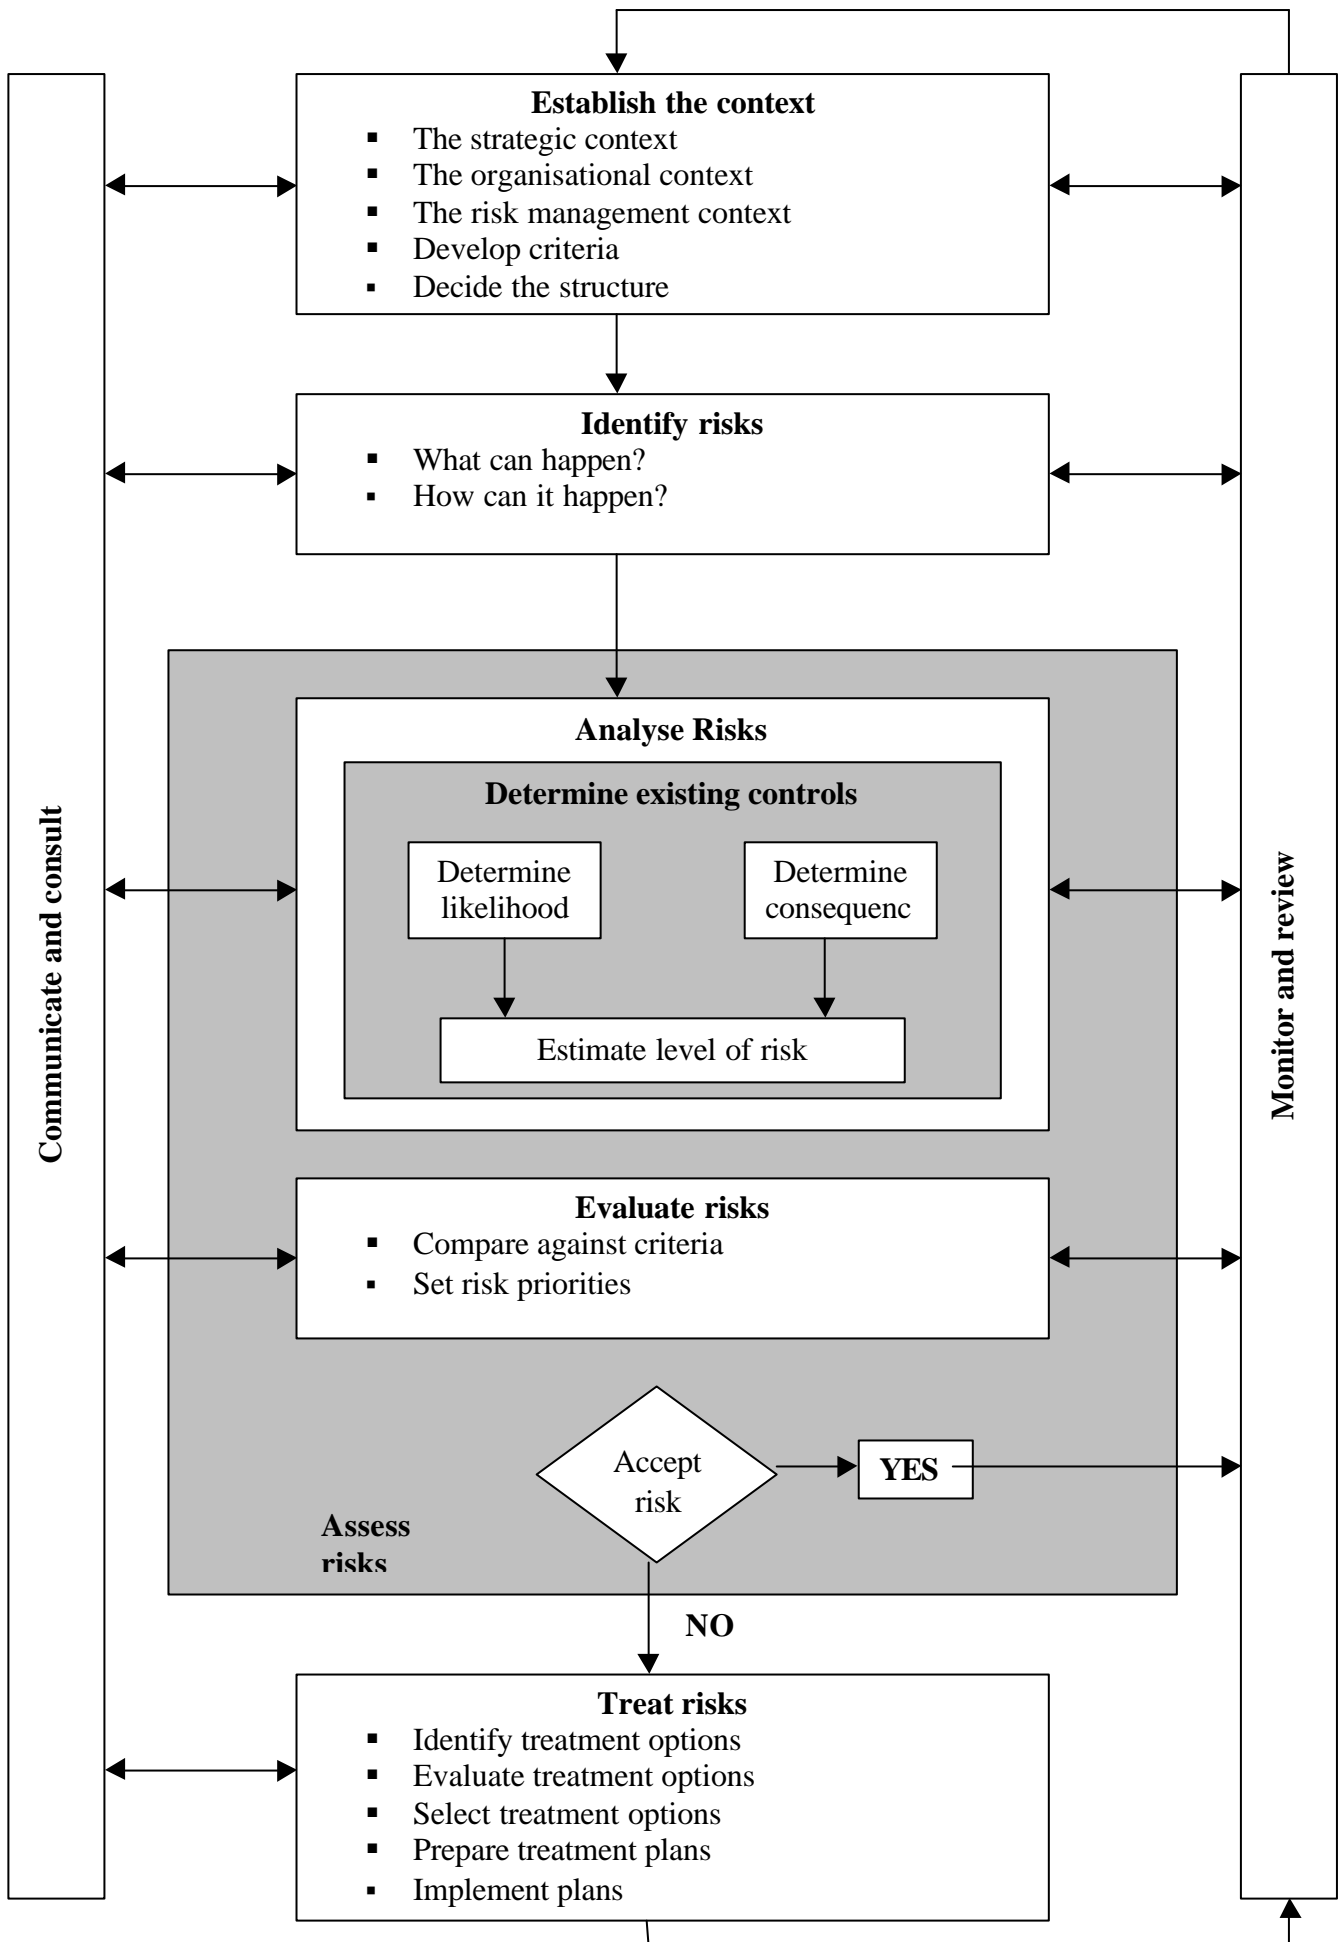 Establish the context
▪ The strategic context
▪ The organisational context
▪ The risk management context
▪ Develop criteria
▪ Decide the structure
Identify risks
▪ What can happen?
▪ How can it happen?
Communicate and consult
Monitor and review
Analyse Risks
Determine existing controls
Determine
likelihood
Determine
consequenc
Estimate level of risk
Evaluate risks
▪ Compare against criteria
▪ Set risk priorities
Accept
risk
YES
Assess
risks
NO
Treat risks
▪ Identify treatment options
▪ Evaluate treatment options
▪ Select treatment options
▪ Prepare treatment plans
▪ Implement plans